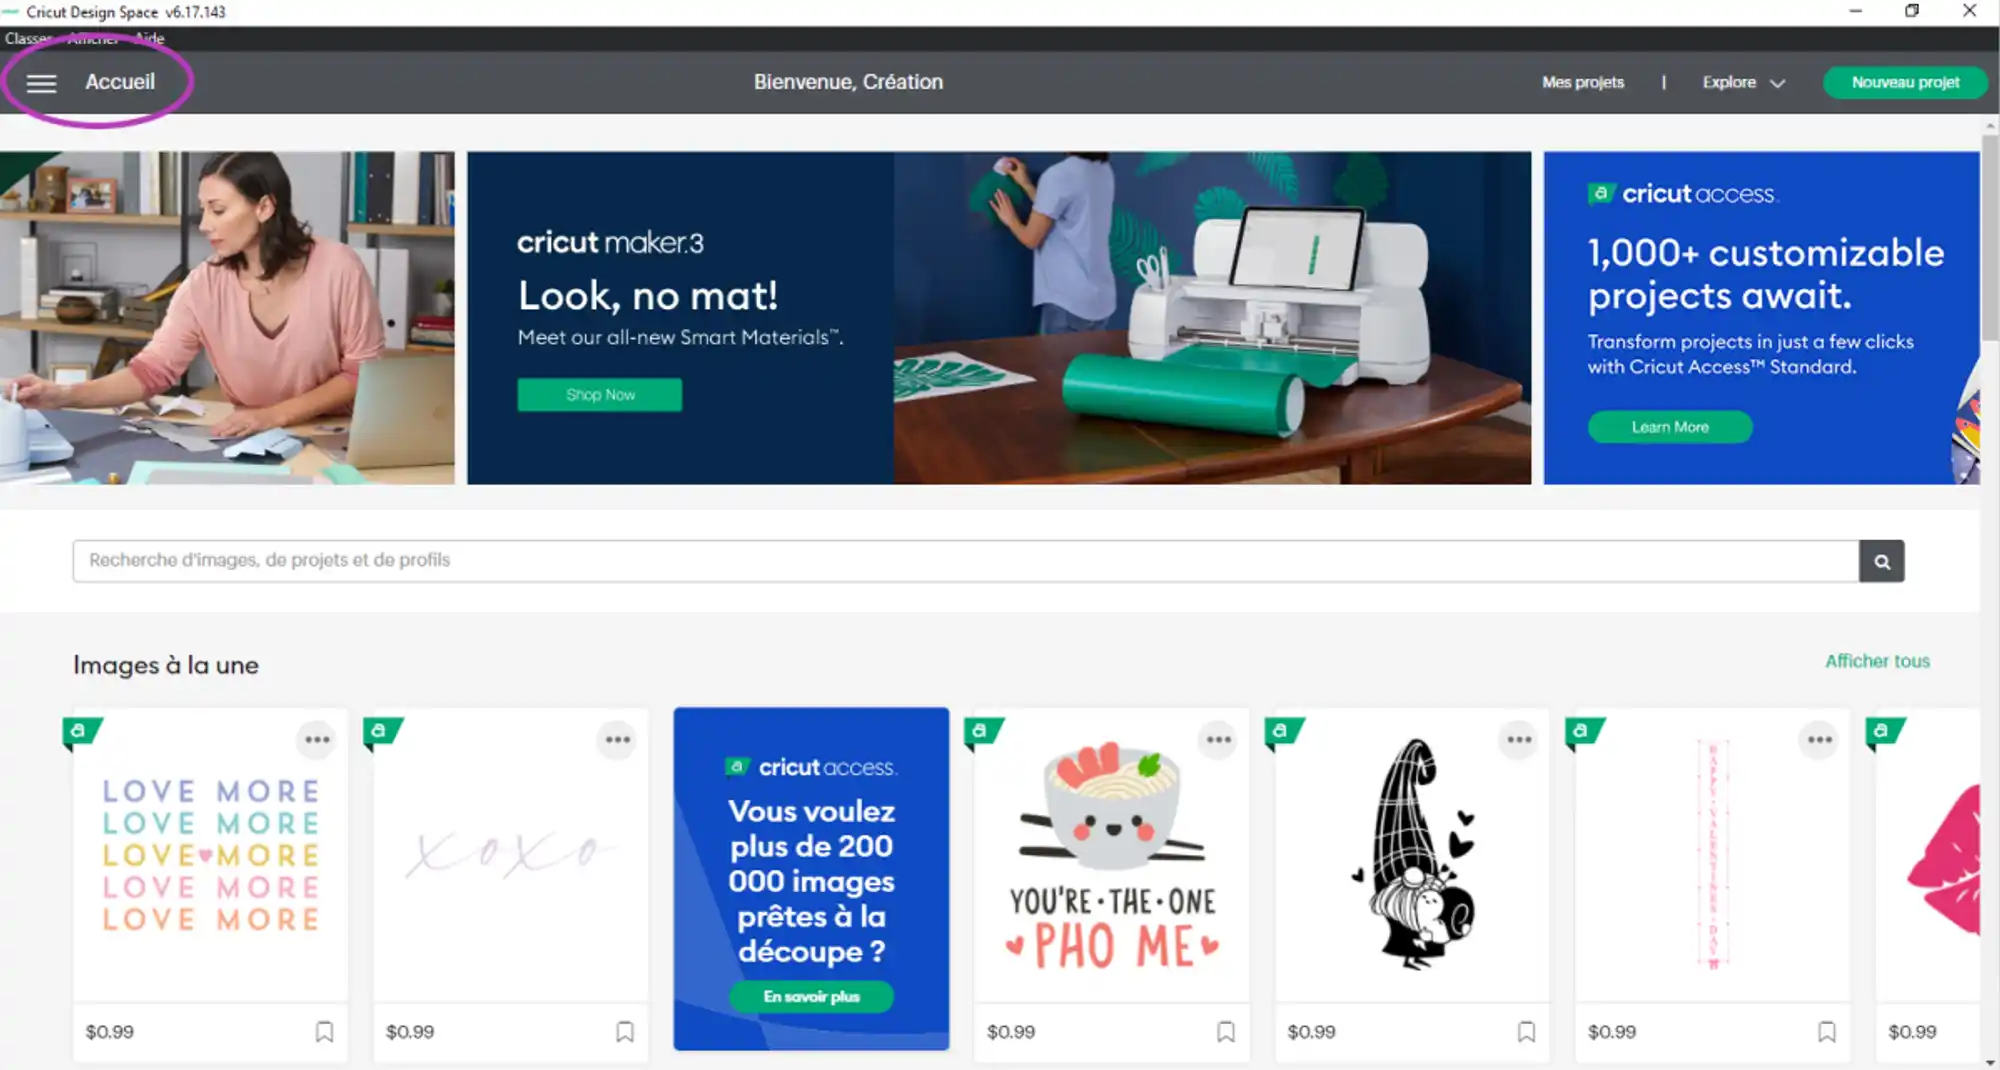 Cricut Design Space v6.17.143
Classer Afficher Aide
Accueil
Bienvenue, Création
Mes projets | Explore
Nouveau projet
cricut maker.3
Look, no mat!
Meet our all-new Smart Materials™.
Shop Now
a cricut access.
1,000+ customizable
projects await.
Transform projects in just a few clicks
with Cricut Access™ Standard.
Learn More
Recherche d'images, de projets et de profils
Images à la une
Afficher tous
a
LOVE MORE
LOVE MORE
LOVE MORE
LOVE MORE
LOVE MORE
$0.99
a
xoxo
$0.99
a cricut access.
Vous voulez
plus de 200
000 images
prêtes à la
découpe ?
En savoir plus
a
YOU'RE•THE•ONE
PHO ME
$0.99
a
$0.99
a
HAPPY•VALENTINES•DAY
$0.99
a
$0.99